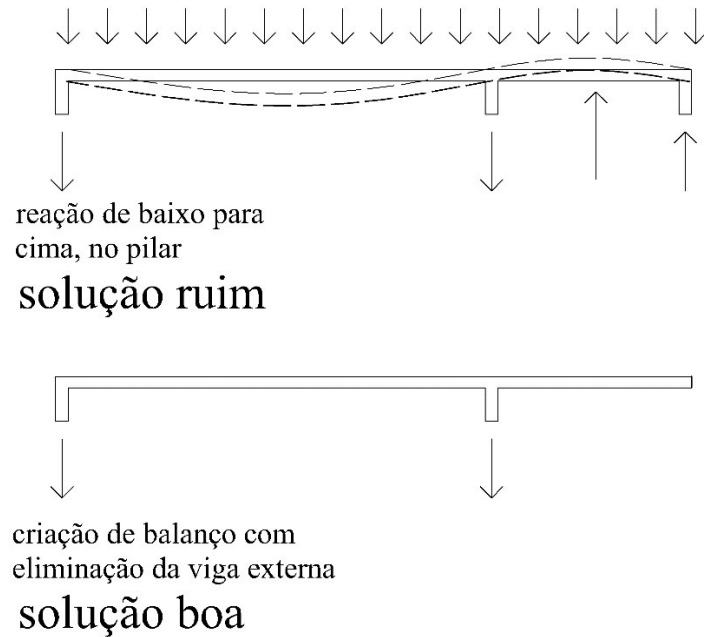 reação de baixo para
cima, no pilar
solução ruim
criação de balanço com
eliminação da viga externa
solução boa